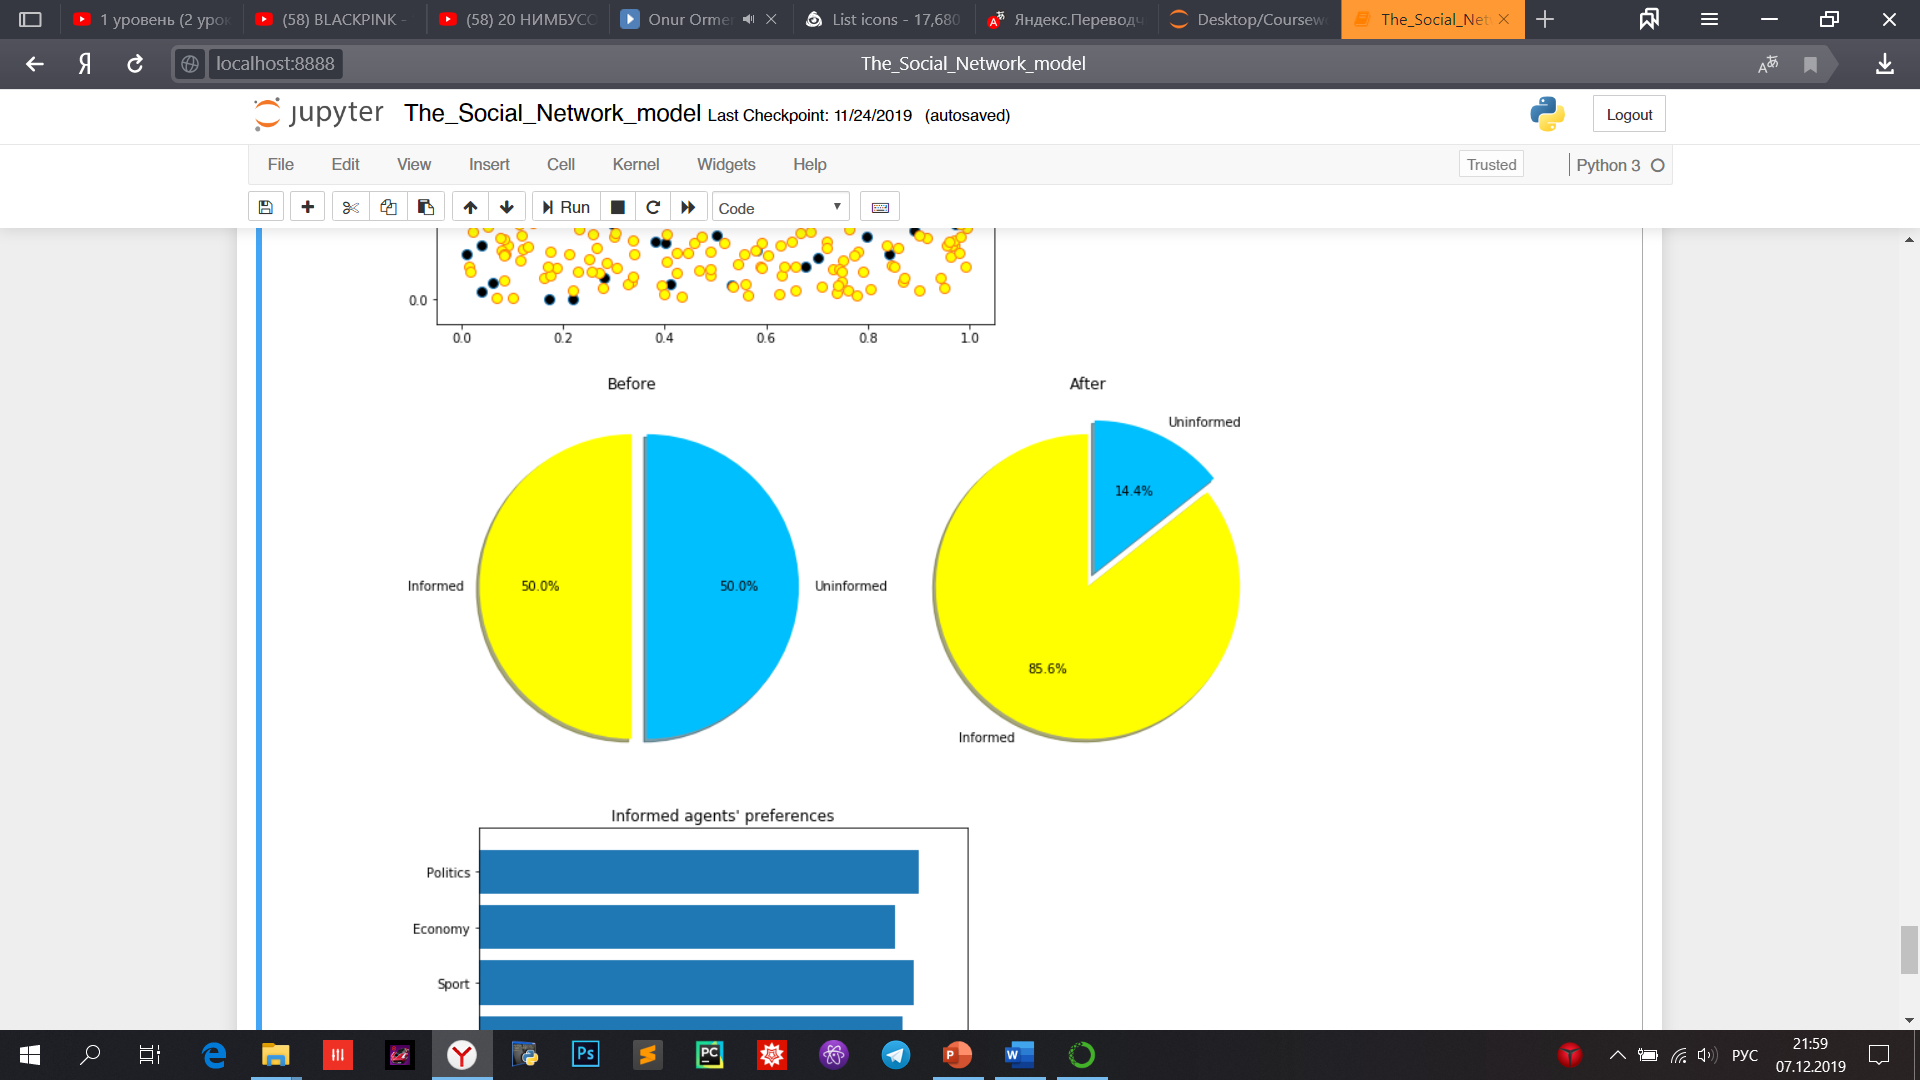 1 уровень (2 урок
(58) BLACKPINK -
(58) 20 НИМБУСО
Onur Ormen
List icons - 17,680
Яндекс.Переводч
Desktop/Coursew
The_Social_Net
localhost:8888
The_Social_Network_model
jupyter The_Social_Network_model Last Checkpoint: 11/24/2019 (autosaved)
Logout
File Edit View Insert Cell Kernel Widgets Help
Trusted
Python 3
Run
Code
0.0
0.0 0.2 0.4 0.6 0.8 1.0
Before
After
Uninformed
14.4%
Informed
50.0%
50.0%
Uninformed
85.6%
Informed
Informed agents' preferences
Politics
Economy
Sport
РУС
21:59
07.12.2019